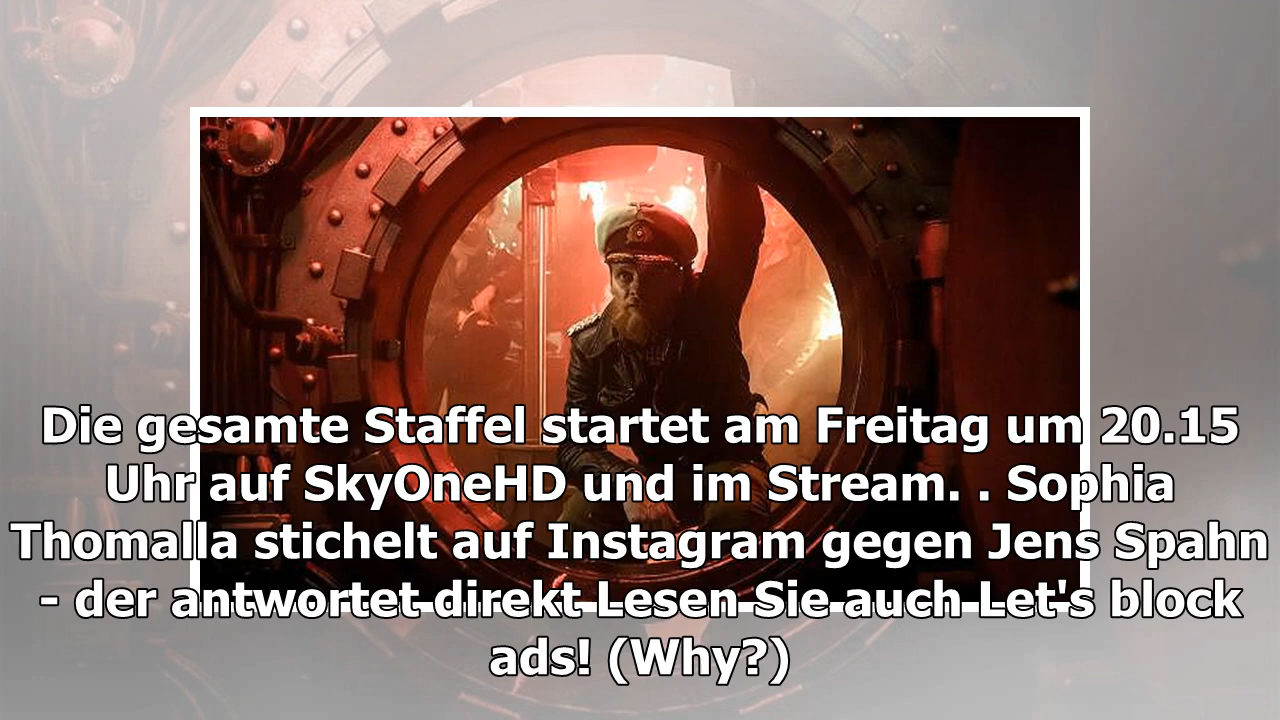 Die gesamte Staffel startet am Freitag um 20.15
Uhr auf SkyOneHD und im Stream. . Sophia
Thomalla stichelt auf Instagram gegen Jens Spahn
- der antwortet direkt Lesen Sie auch Let's block
ads! (Why?)